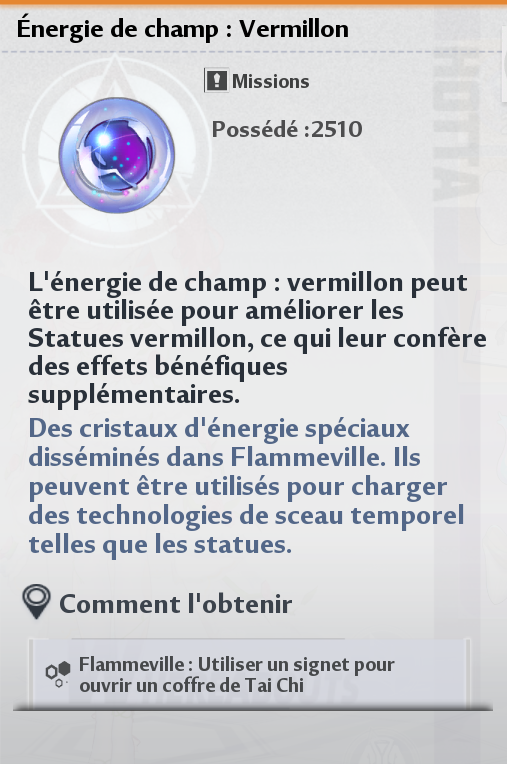 Énergie de champ : Vermillon
Missions
Possédé :2510
HOTTA
L'énergie de champ : vermillon peut
être utilisée pour améliorer les
Statues vermillon, ce qui leur confère
des effets bénéfiques
supplémentaires.
Des cristaux d'énergie spéciaux
disséminés dans Flammeville. Ils
peuvent être utilisés pour charger
des technologies de sceau temporel
telles que les statues.
Comment l'obtenir
Flammeville : Utiliser un signet pour
ouvrir un coffre de Tai Chi